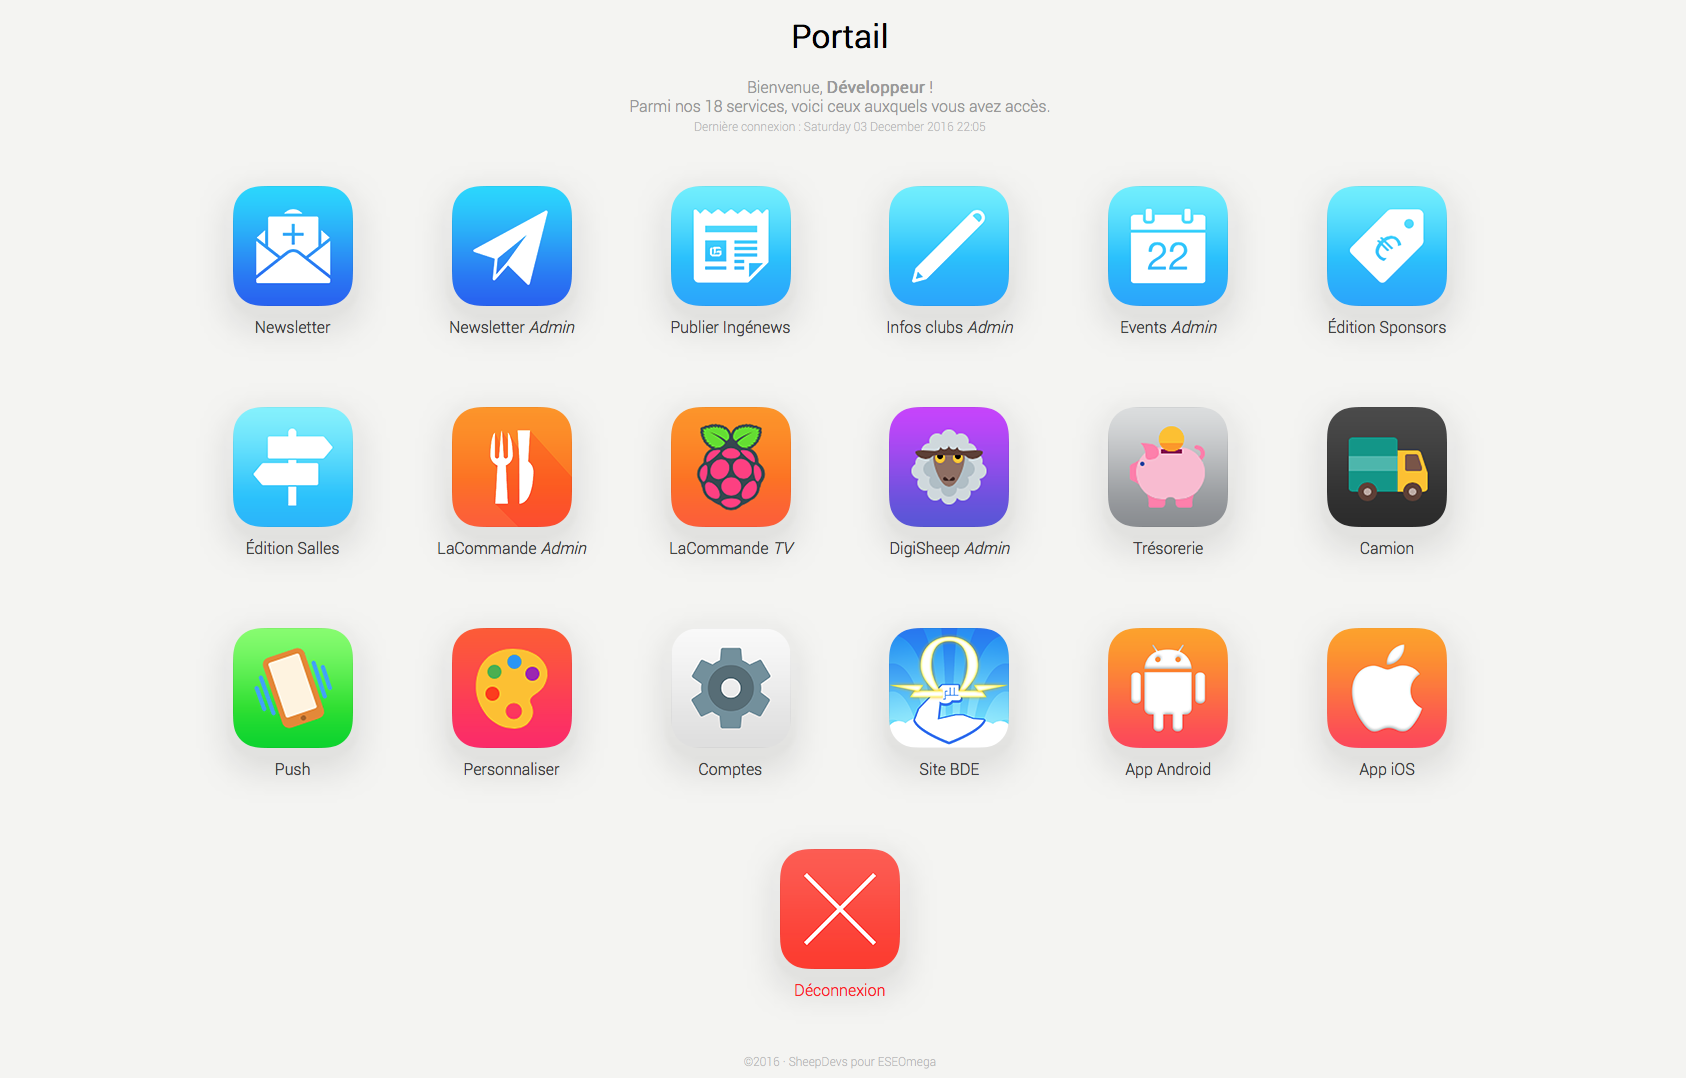 Portail
Bienvenue, Développeur !
Parmi nos 18 services, voici ceux auxquels vous avez accès.
Dernière connexion : Saturday 03 December 2016 22:05
22
Newsletter
Newsletter Admin
Publier Ingénews
Infos clubs Admin
Events Admin
Édition Sponsors
Édition Salles
LaCommande Admin
LaCommande TV
DigiSheep Admin
Trésorerie
Camion
Push
Personnaliser
Comptes
Site BDE
App Android
App iOS
Déconnexion
©2016 · SheepDevs pour ESEOmega